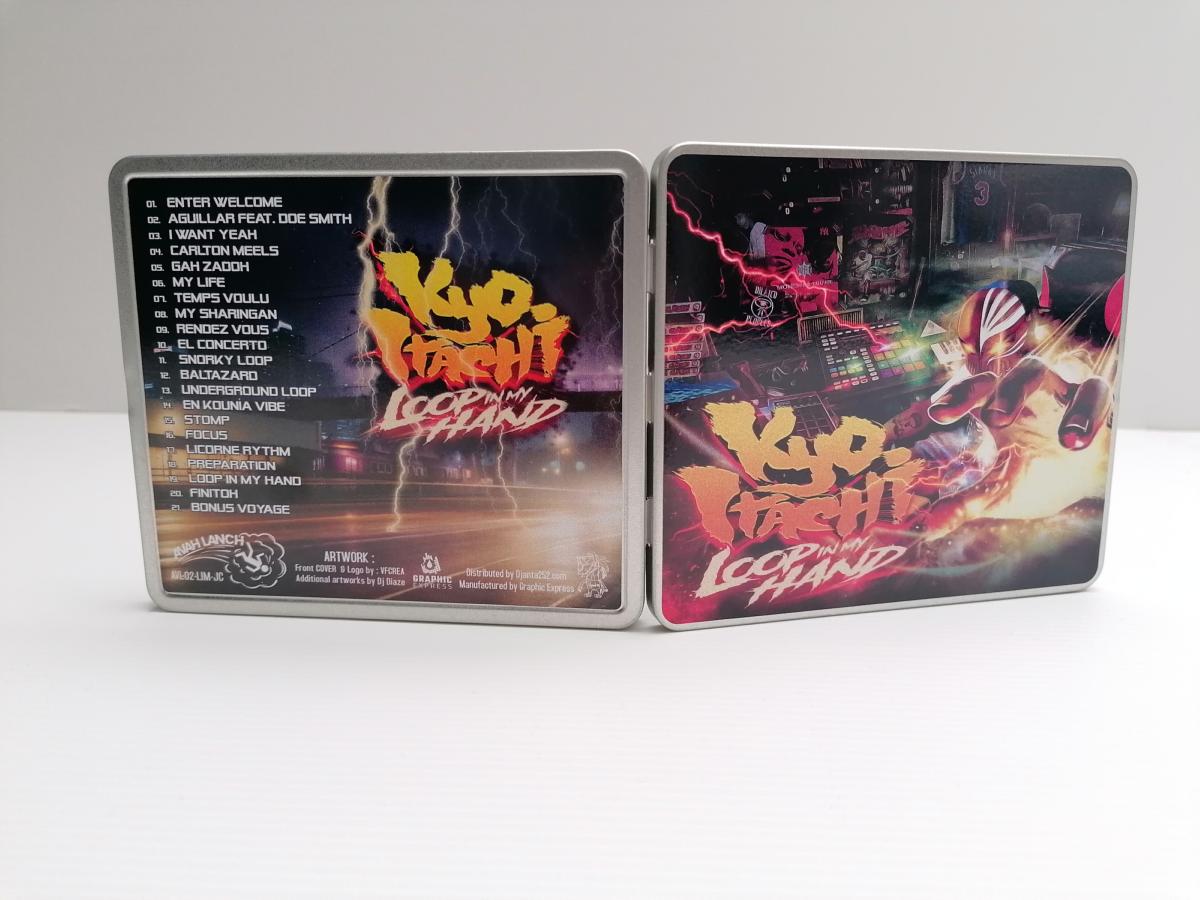 01. ENTER WELCOME
02. AGUILLAR FEAT. DOE SMITH
03. I WANT YEAH
04. CARLTON MEELS
05. GAH ZADOH
06. MY LIFE
07. TEMPS VOULU
08. MY SHARINGAN
09. RENDEZ VOUS
10. EL CONCERTO
11. SNORKY LOOP
12. BALTAZARD
13. UNDERGROUND LOOP
14. EN KOUNIA VIBE
15. STOMP
16. FOCUS
17. LICORNE RYTHM
18. PREPARATION
19. LOOP IN MY HAND
20. FINITOH
21. BONUS VOYAGE
KYO.
ITACHI
LOOP IN MY
HAND
AVAH LANCH
AVL-02-LIM-JC
ARTWORK :
Front COVER & Logo by : VFCREA
Additional artworks by Dj Blaze
GRAPHIC
EXPRESS
Distributed by Djanta252.com
Manufactured by Graphic Express
3
KYO.
ITACHI
LOOP IN MY
HAND